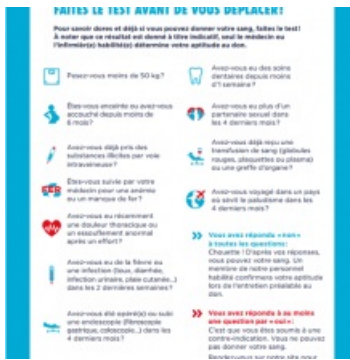 FAITES LE TEST AVANT DE VOUS DÉPLACER!
Pour savoir dores et déjà si vous pouvez donner votre sang, faites le test!
À noter que ce résultat est donné à titre indicatif, seul le médecin ou
l'infirmier(e) habilité(e) détermine votre aptitude au don.
Pesez-vous moins de 50 kg?
Êtes-vous enceinte ou avez-vous
accouché depuis moins de
6 mois?
Avez-vous déjà pris des
substances illicites par voie
intraveineuse?
Êtes-vous suivie par votre
médecin pour une anémie
ou un manque de fer?
Avez-vous eu récemment
une douleur thoracique ou
un essoufflement anormal
après un effort?
Avez-vous eu de la fièvre ou
une infection (toux, diarrhée,
infection urinaire, plaie cutanée...)
dans les 2 dernières semaines?
Avez-vous été opéré(e) ou subi
une endoscopie (fibroscopie
gastrique, coloscopie...) dans les
4 derniers mois?
Avez-vous eu des soins
dentaires depuis moins
d'1 semaine?
Avez-vous eu plus d'un
partenaire sexuel dans
les 4 derniers mois?
Avez-vous déjà reçu une
transfusion de sang (globules
rouges, plaquettes ou plasma)
ou une greffe d'organe?
Avez-vous voyagé dans un pays
où sévit le paludisme dans les
4 derniers mois?
Vous avez répondu «non»
à toutes les questions:
Chouette! D'après vos réponses,
vous pouvez votre sang. Un
membre de notre personnel
habilité confirmera votre aptitude
lors de l'entretien préalable au
don.
Vous avez répondu à au moins
une question par «oui»:
C'est que vous êtes soumis à une
contre-indication. Vous ne pouvez
pas donner votre sang.
Rendez-vous sur notre site pour